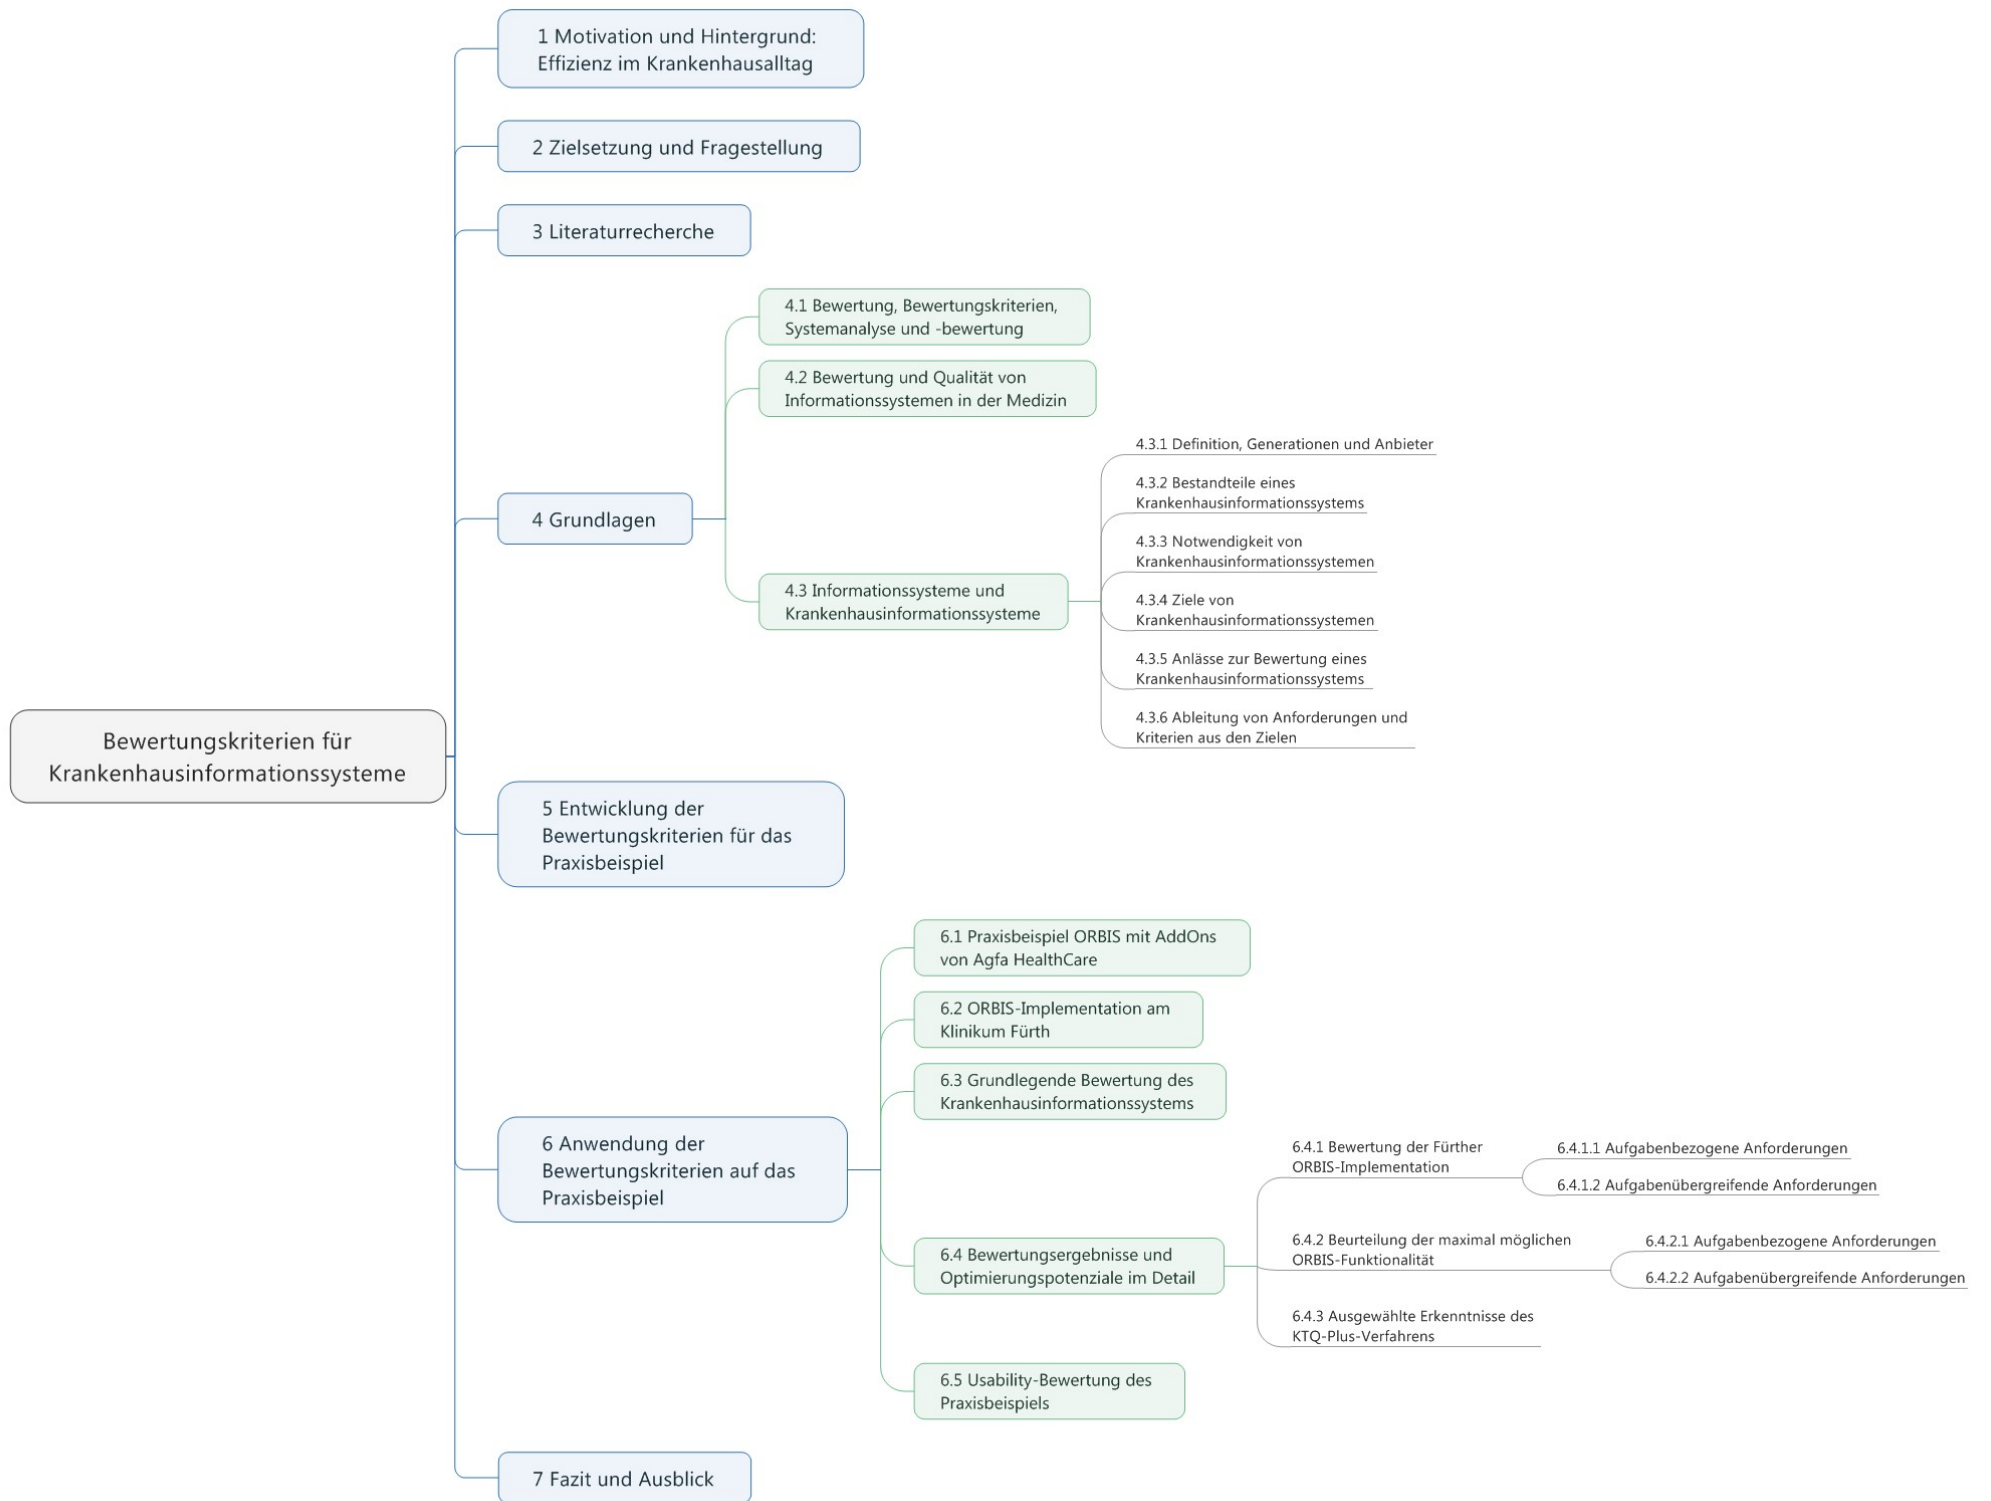 1 Motivation und Hintergrund:
Effizienz im Krankenhausalltag
2 Zielsetzung und Fragestellung
3 Literaturrecherche
4.1 Bewertung, Bewertungskriterien,
Systemanalyse und -bewertung
4.2 Bewertung und Qualität von
Informationssystemen in der Medizin
4 Grundlagen
4.3 Informationssysteme und
Krankenhausinformationssysteme
4.3.1 Definition, Generationen und Anbieter
4.3.2 Bestandteile eines
Krankenhausinformationssystems
4.3.3 Notwendigkeit von
Krankenhausinformationssystemen
4.3.4 Ziele von
Krankenhausinformationssystemen
4.3.5 Anlässe zur Bewertung eines
Krankenhausinformationssystems
4.3.6 Ableitung von Anforderungen und
Kriterien aus den Zielen
Bewertungskriterien für
Krankenhausinformationssysteme
5 Entwicklung der
Bewertungskriterien für das
Praxisbeispiel
6 Anwendung der
Bewertungskriterien auf das
Praxisbeispiel
6.1 Praxisbeispiel ORBIS mit AddOns
von Agfa HealthCare
6.2 ORBIS-Implementation am
Klinikum Fürth
6.3 Grundlegende Bewertung des
Krankenhausinformationssystems
6.4 Bewertungsergebnisse und
Optimierungspotenziale im Detail
6.4.1 Bewertung der Fürther
ORBIS-Implementation
6.4.1.1 Aufgabenbezogene Anforderungen
6.4.1.2 Aufgabenübergreifende Anforderungen
6.4.2 Beurteilung der maximal möglichen
ORBIS-Funktionalität
6.4.2.1 Aufgabenbezogene Anforderungen
6.4.2.2 Aufgabenübergreifende Anforderungen
6.4.3 Ausgewählte Erkenntnisse des
KTQ-Plus-Verfahrens
6.5 Usability-Bewertung des
Praxisbeispiels
7 Fazit und Ausblick